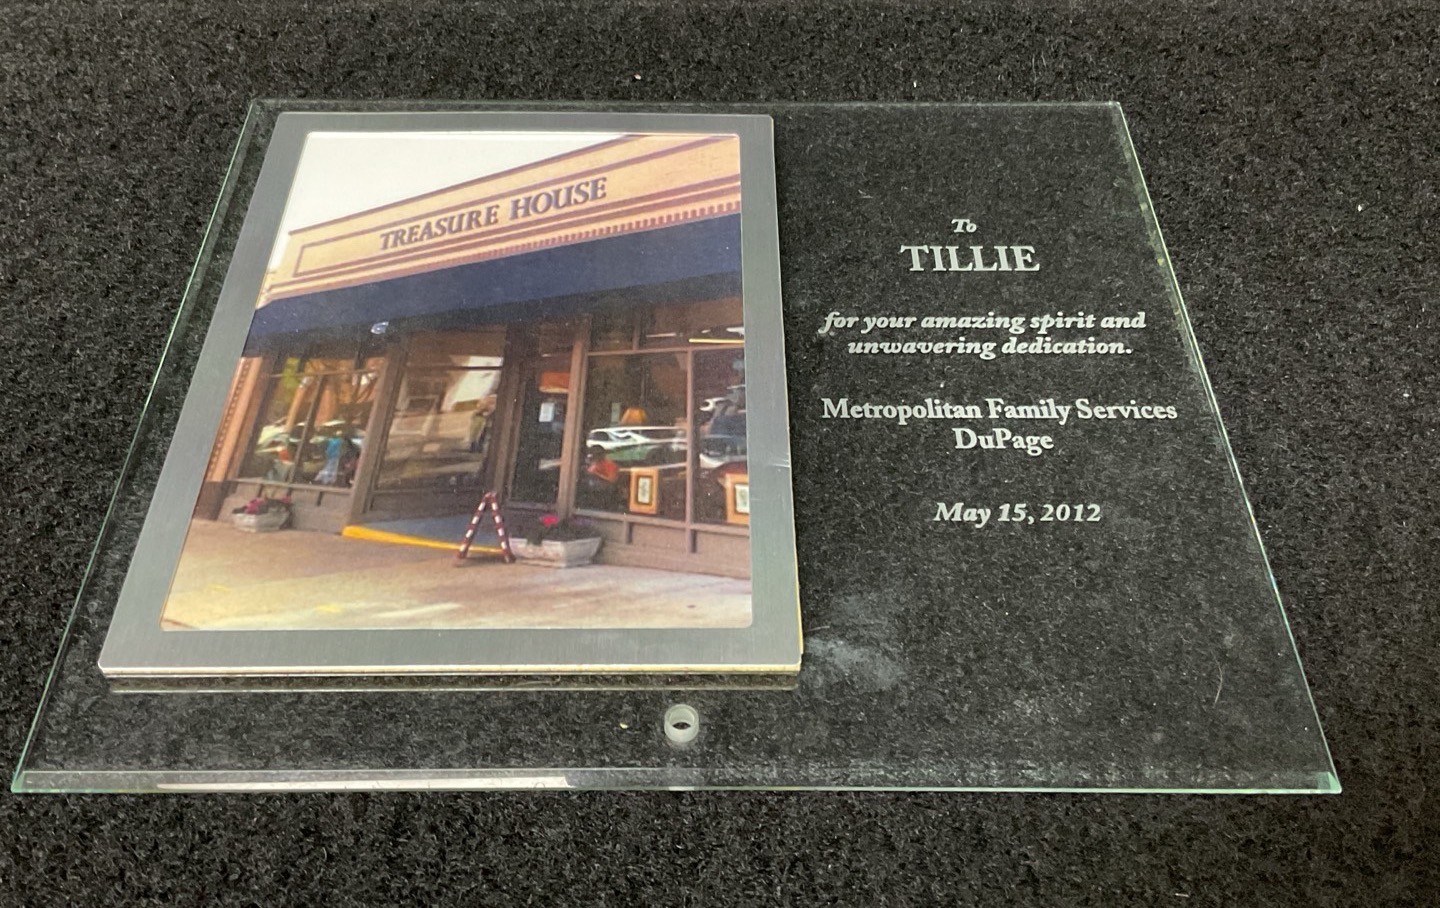 TREASURE HOUSE
To
TILLIE
for your amazing spirit and
unwavering dedication.
Metropolitan Family Services
DuPage
May 15, 2012